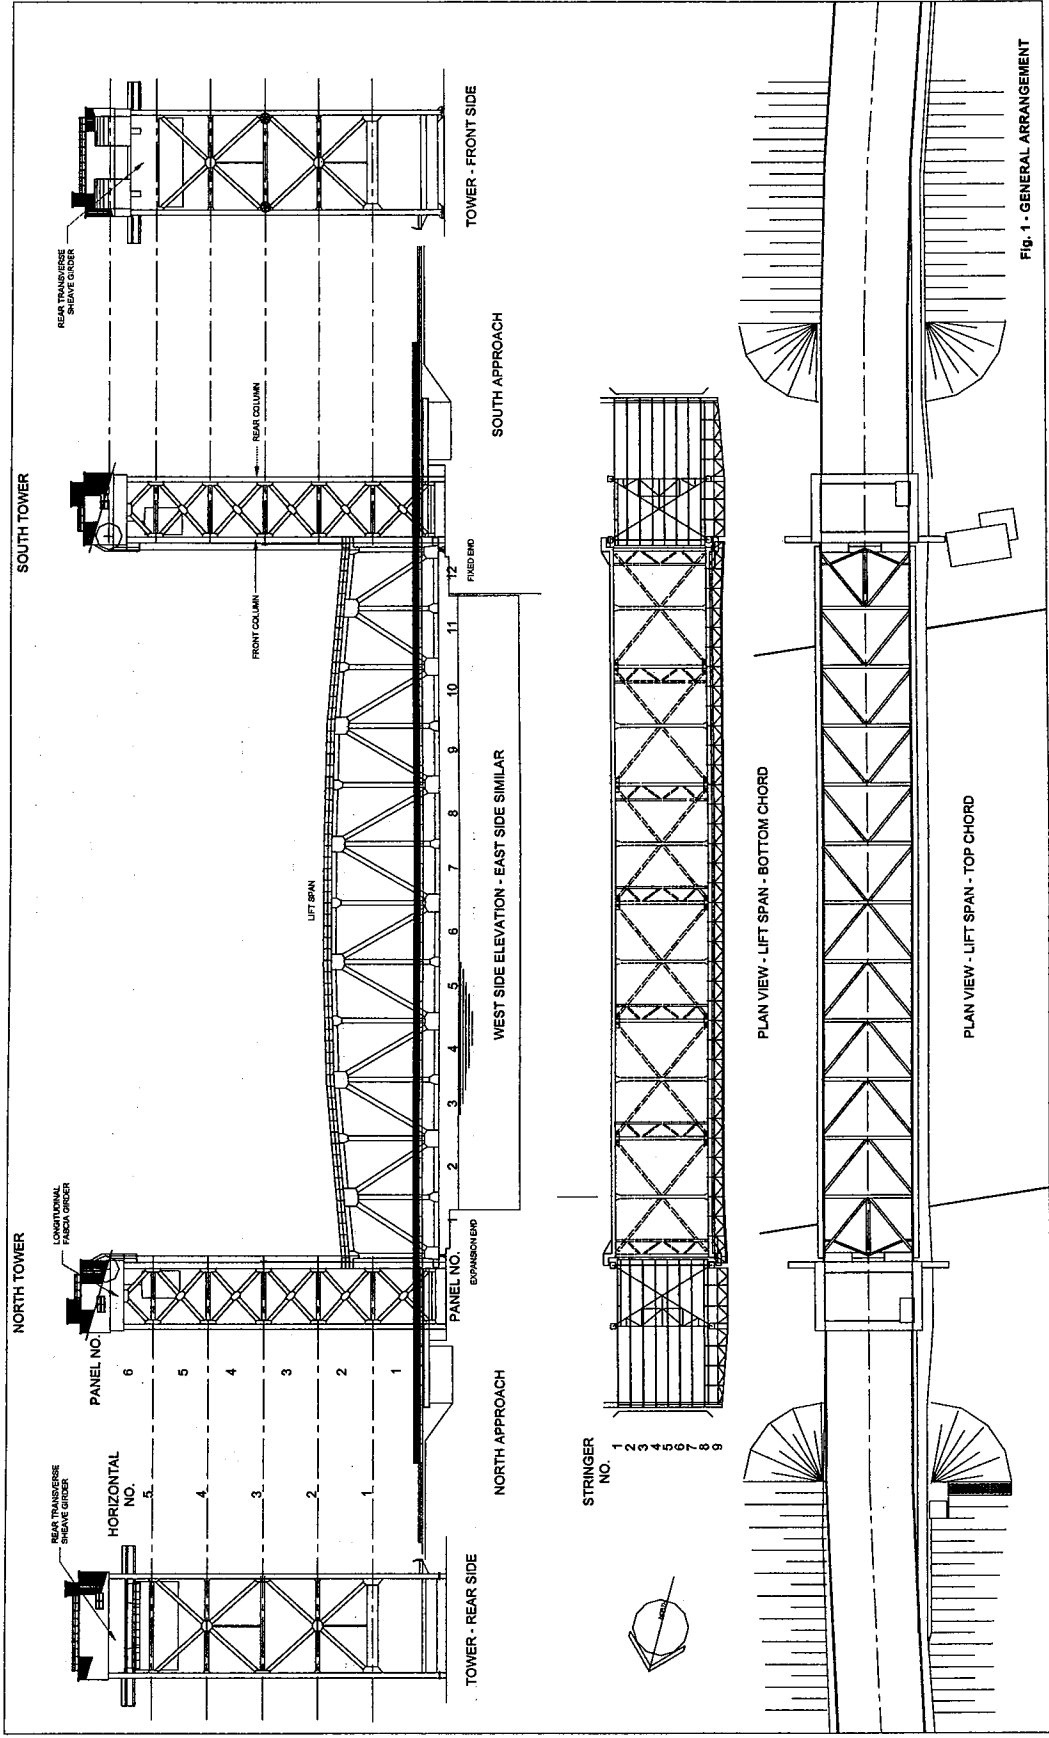 NORTH TOWER
SOUTH TOWER
REAR TRANSVERSE
SHEAVE GIRDER
HORIZONTAL
NO.
5
4
3
2
1
PANEL NO.
6
5
4
3
2
1
LONGITUDINAL
FASCIA GIRDER
LIFT SPAN
FRONT COLUMN
REAR COLUMN
REAR TRANSVERSE
SHEAVE GIRDER
PANEL NO.
1 2 3 4 5 6 7 8 9 10 11 12
EXPANSION END
FIXED END
TOWER - REAR SIDE
NORTH APPROACH
WEST SIDE ELEVATION - EAST SIDE SIMILAR
SOUTH APPROACH
TOWER - FRONT SIDE
STRINGER
NO.
1
2
3
4
5
6
7
8
9
PLAN VIEW - LIFT SPAN - BOTTOM CHORD
PLAN VIEW - LIFT SPAN - TOP CHORD
Fig. 1 - GENERAL ARRANGEMENT